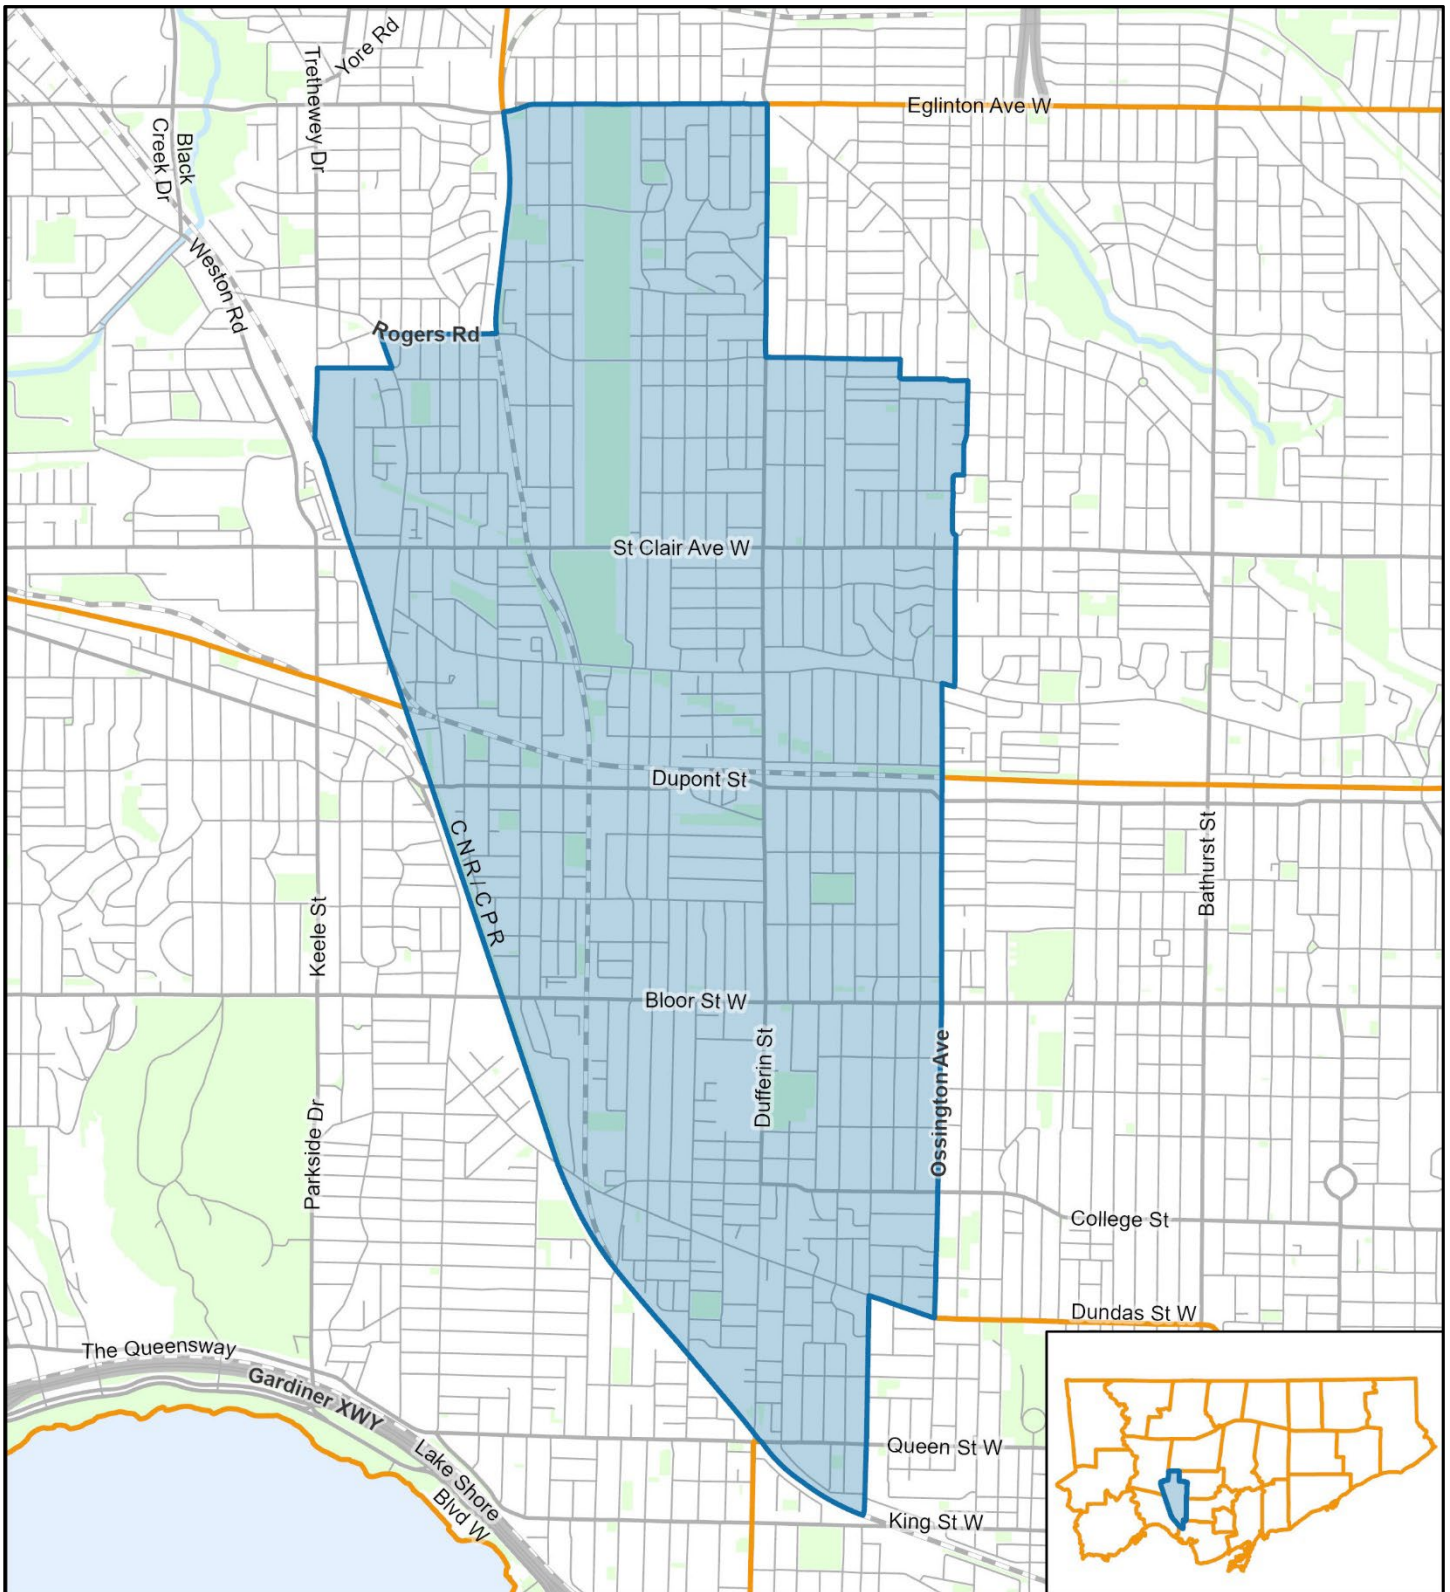 Yore Rd
Trethewey Dr
Eglinton Ave W
Black
Creek Dr
Weston Rd
Rogers Rd
St Clair Ave W
Dupont St
CNR/CPR
Bathurst St
Keele St
Bloor St W
Dufferin St
Ossington Ave
Parkside Dr
College St
Dundas St W
The Queensway
Gardiner XWY
Lake Shore
Blvd W
Queen St W
King St W